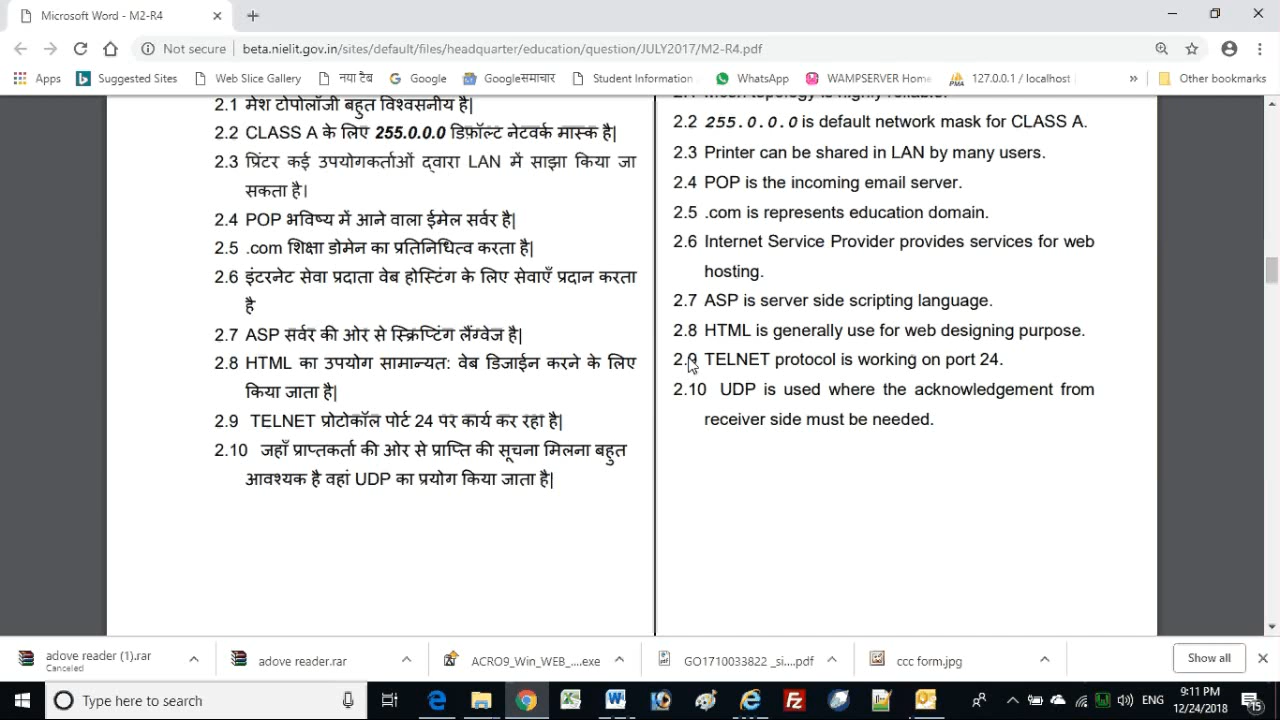 Microsoft Word - M2-R4
Not secure
beta.nielit.gov.in/sites/default/files/headquarter/education/question/JULY2017/M2-R4.pdf
Apps
Suggested Sites
Web Slice Gallery
नया टैब
Google
Googleसमाचार
Student Information
WhatsApp
WAMPSERVER Home
127.0.0.1 / localhost
»
Other bookmarks
2.1 मेश टोपोलॉजी बहुत विश्वसनीय है|
2.2 CLASS A के लिए 255.0.0.0 डिफ़ॉल्ट नेटवर्क मास्क है|
2.3 प्रिंटर कई उपयोगकर्ताओं द्वारा LAN में साझा किया जा
सकता है।
2.4 POP भविष्य में आने वाला ईमेल सर्वर है|
2.5 .com शिक्षा डोमेन का प्रतिनिधित्व करता है|
2.6 इंटरनेट सेवा प्रदाता वेब होस्टिंग के लिए सेवाएँ प्रदान करता
है
2.7 ASP सर्वर की ओर से स्क्रिप्टिंग लैंग्वेज है|
2.8 HTML का उपयोग सामान्यत: वेब डिजाईन करने के लिए
किया जाता है|
2.9 TELNET प्रोटोकॉल पोर्ट 24 पर कार्य कर रहा है|
2.10 जहाँ प्राप्तकर्ता की ओर से प्राप्ति की सूचना मिलना बहुत
आवश्यक है वहां UDP का प्रयोग किया जाता है|
2.1 Mesh topology is highly reliable.
2.2 255.0.0.0 is default network mask for CLASS A.
2.3 Printer can be shared in LAN by many users.
2.4 POP is the incoming email server.
2.5 .com is represents education domain.
2.6 Internet Service Provider provides services for web
hosting.
2.7 ASP is server side scripting language.
2.8 HTML is generally use for web designing purpose.
2.9 TELNET protocol is working on port 24.
2.10 UDP is used where the acknowledgement from
receiver side must be needed.
adove reader (1).rar
Canceled
adove reader.rar
ACRO9_Win_WEB_....exe
GO1710033822 _si....pdf
ccc form.jpg
Show all
Type here to search
ENG
9:11 PM
12/24/2018
15